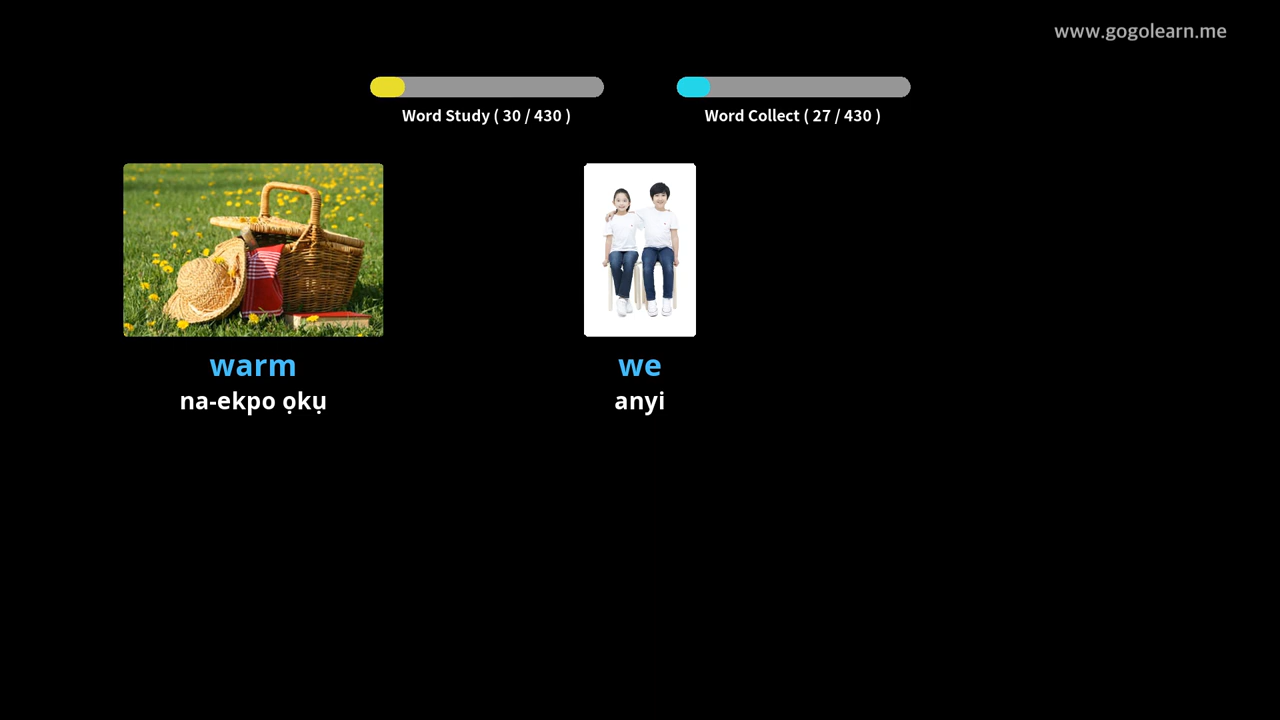 www.gogolearn.me
Word Study ( 30 / 430 )
Word Collect ( 27 / 430 )
warm
na-ekpo ọkụ
we
anyi